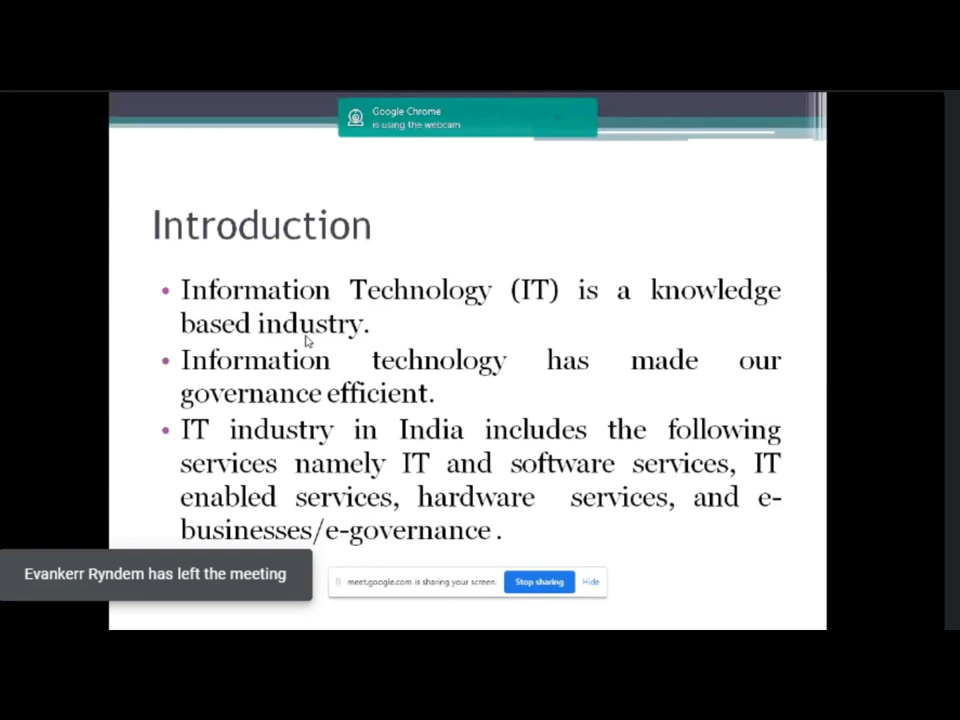 Google Chrome
is using the webcam
Introduction
• Information Technology (IT) is a knowledge
based industry.
• Information technology has made our
governance efficient.
• IT industry in India includes the following
services namely IT and software services, IT
enabled services, hardware services, and e-
businesses/e-governance .
Evankerr Ryndem has left the meeting
meet.google.com is sharing your screen.
Stop sharing
Hide